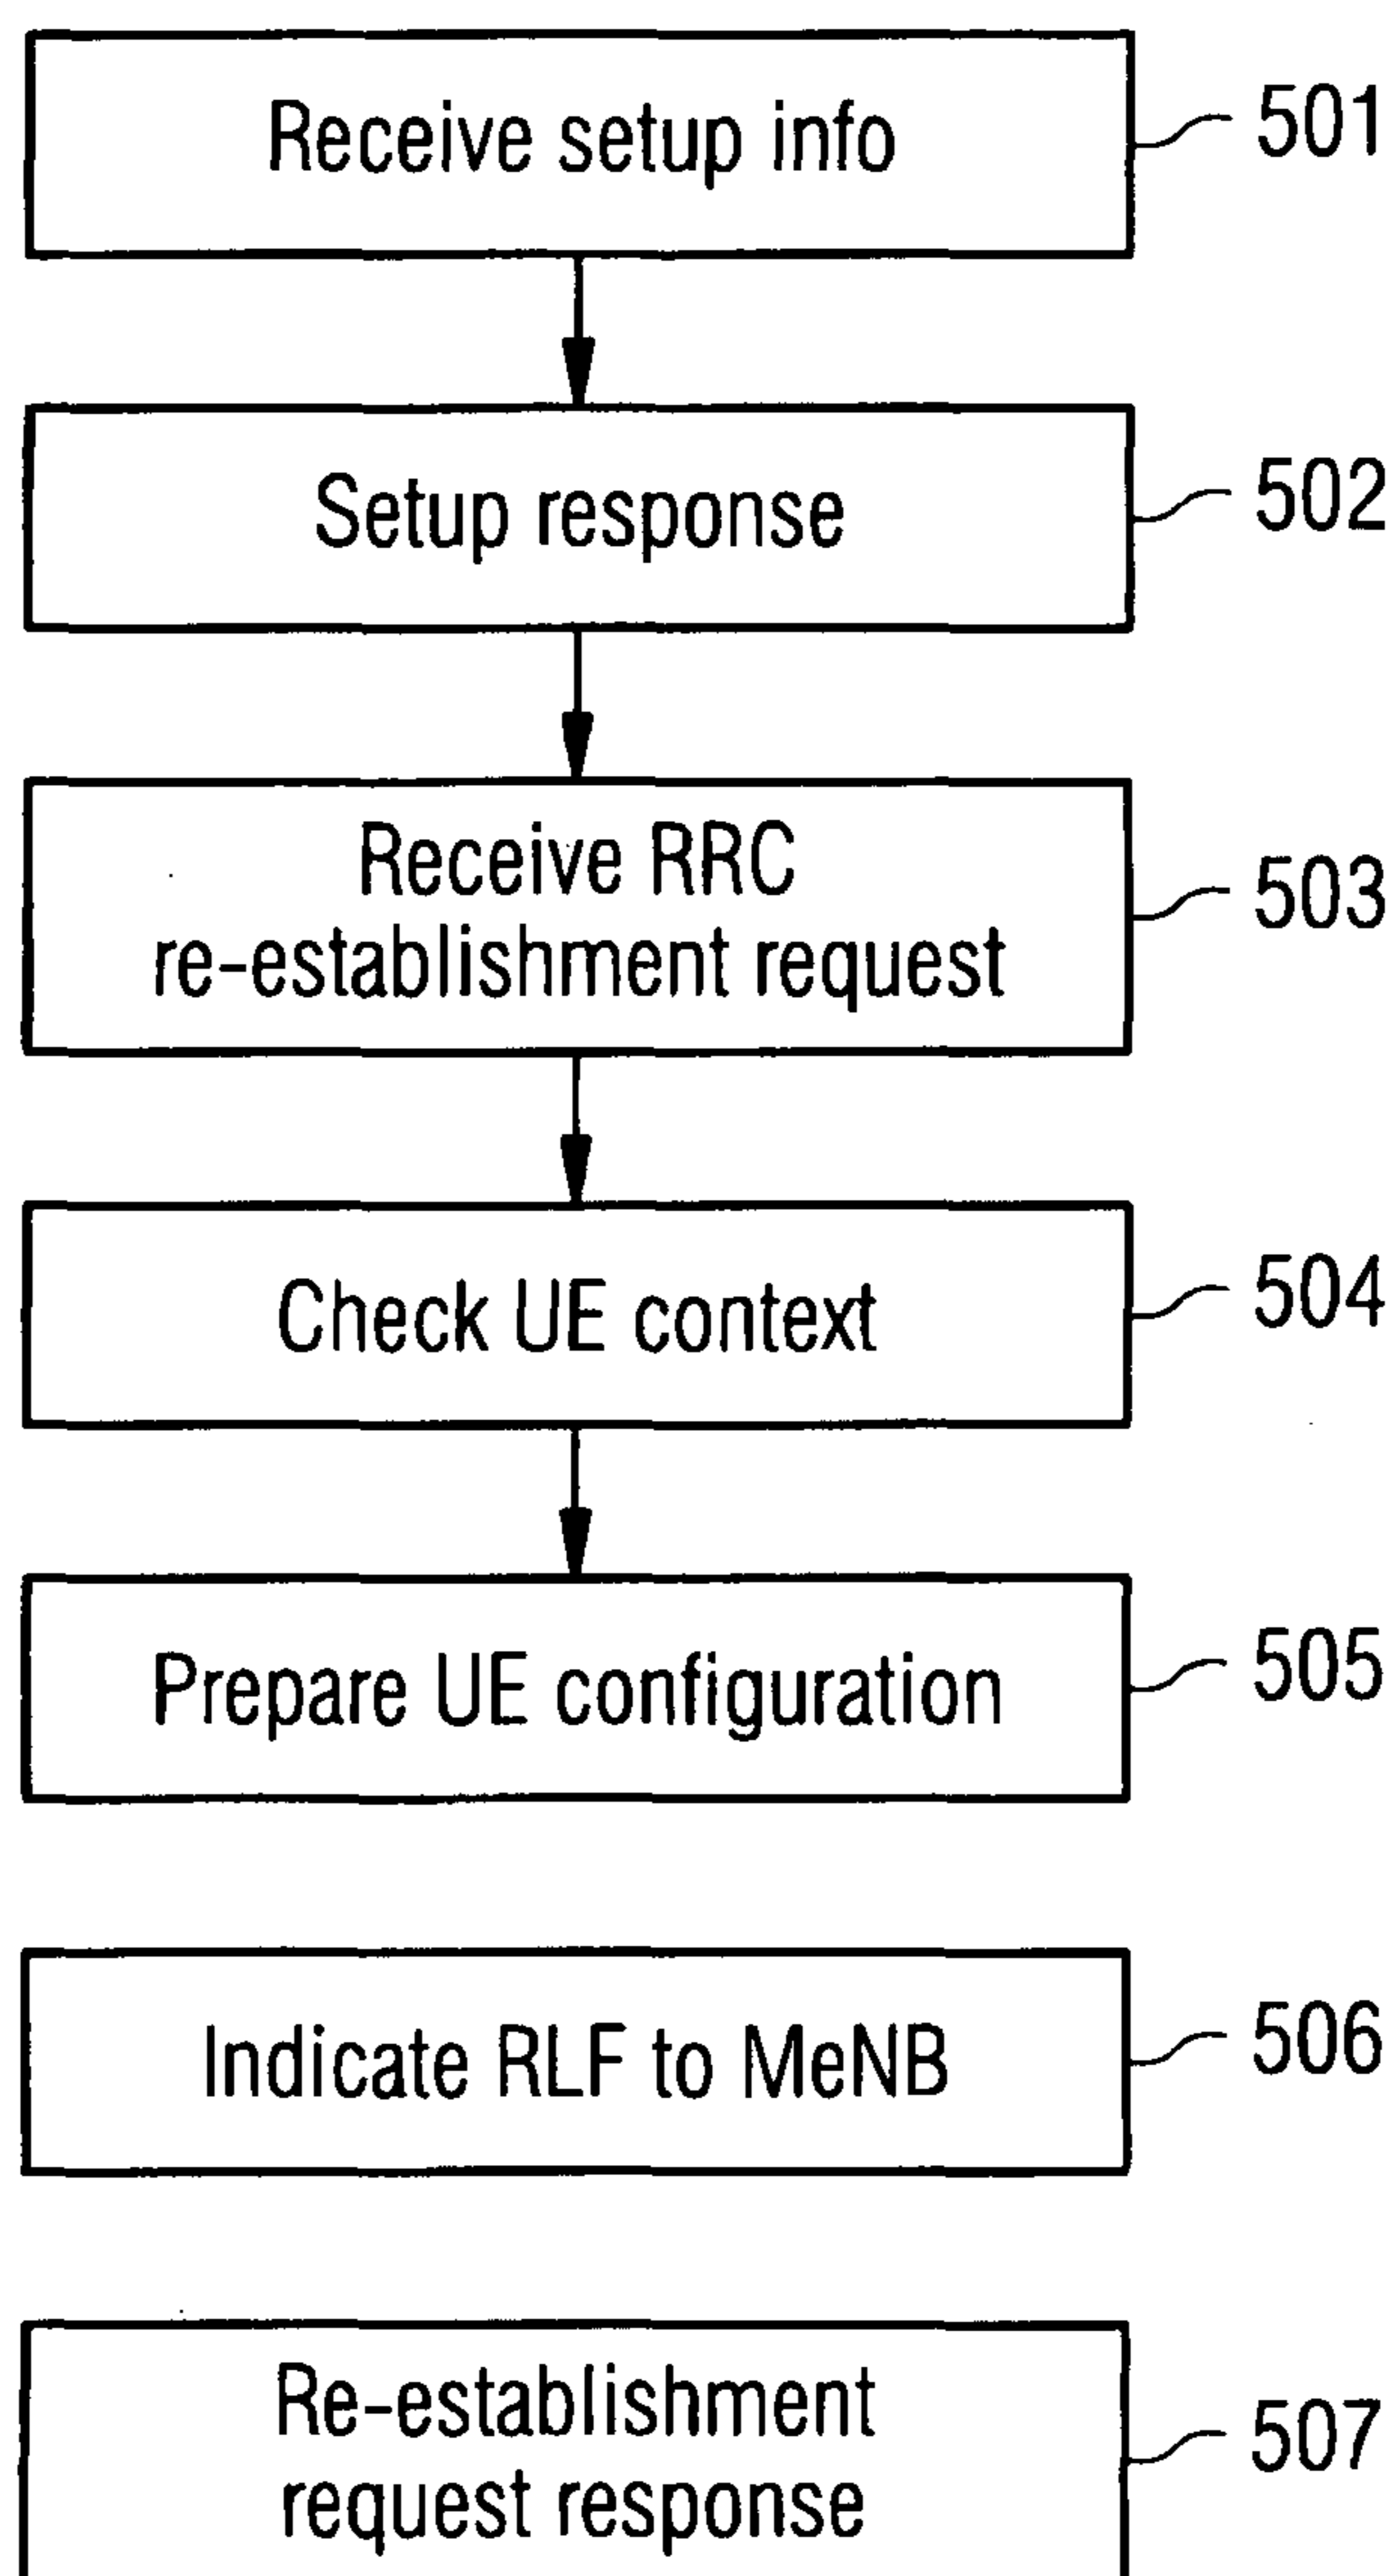 Receive setup info
501
Setup response
502
Receive RRC
re-establishment request
503
Check UE context
504
Prepare UE configuration
505
Indicate RLF to MeNB
506
Re-establishment
request response
507